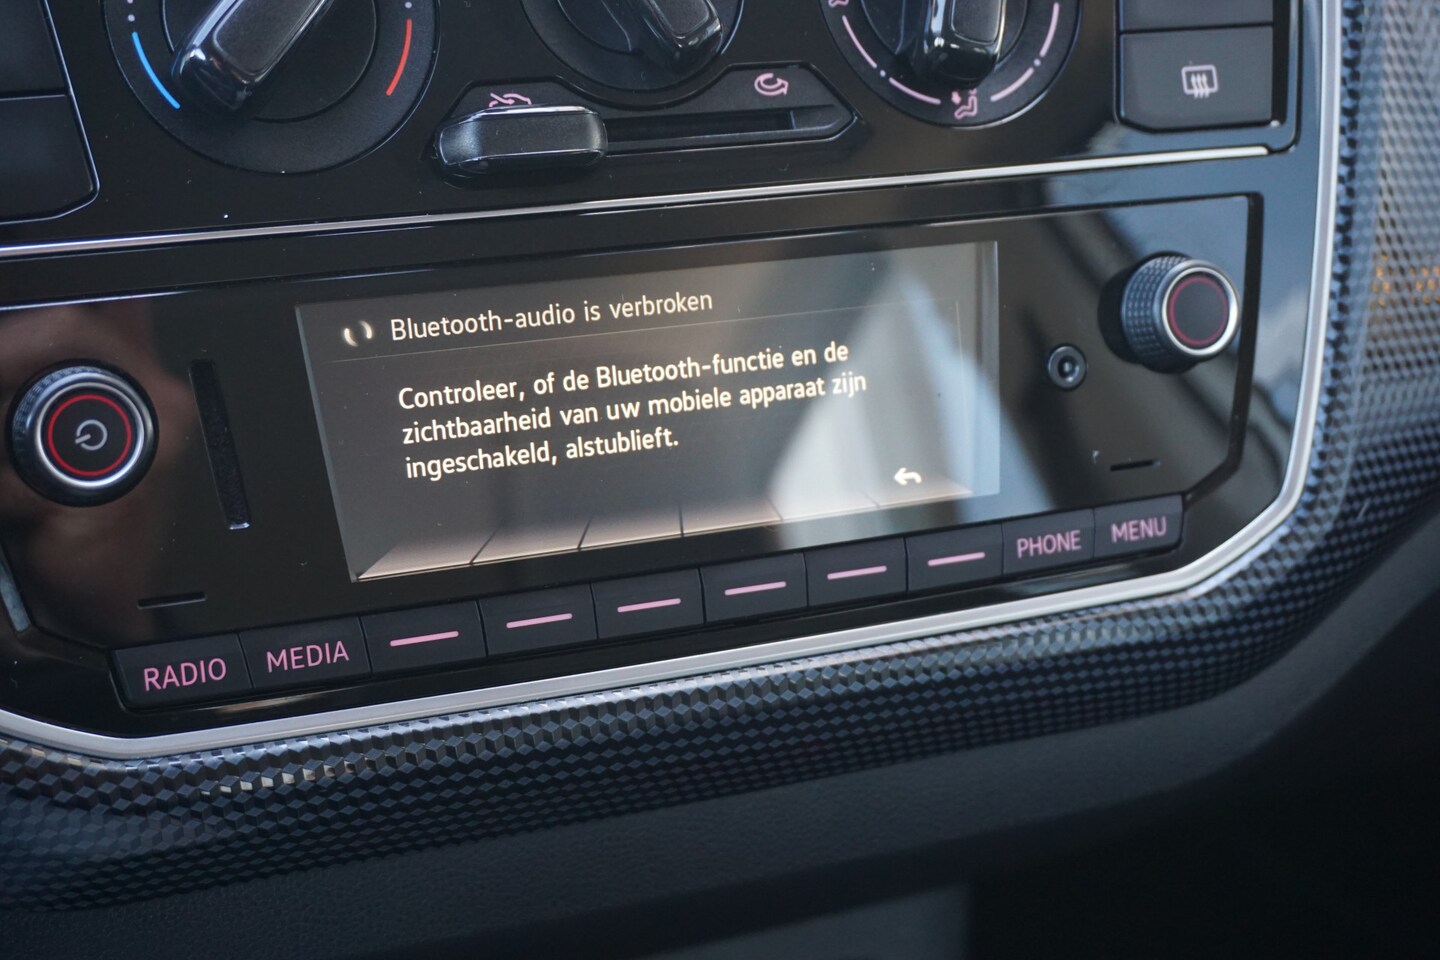 Bluetooth-audio is verbroken
Controleer, of de Bluetooth-functie en de
zichtbaarheid van uw mobiele apparaat zijn
ingeschakeld, alstublieft.
RADIO
MEDIA
PHONE
MENU